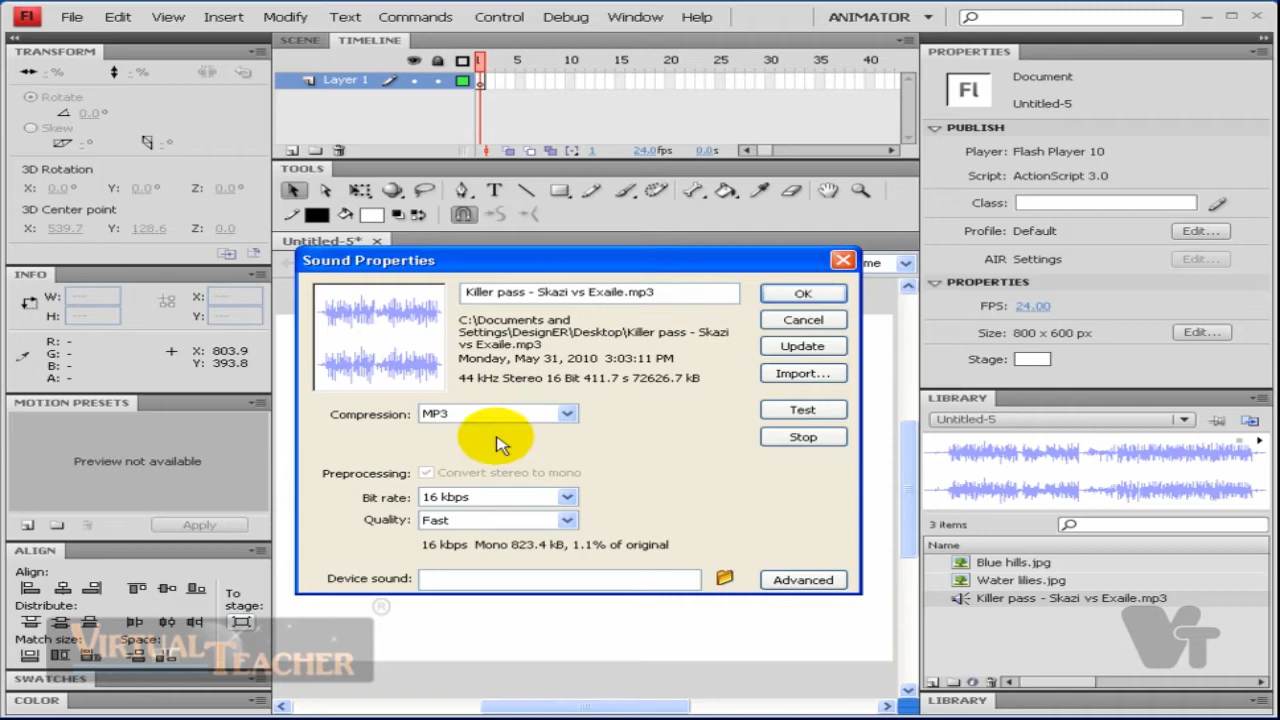 Fl File Edit View Insert Modify Text Commands Control Debug Window Help ANIMATOR
TRANSFORM
%
%
Rotate
0.0°
Skew
°
°
3D Rotation
X: 0.0° Y: 0.0° Z: 0.0°
3D Center point
X: 539.7 Y: 128.6 Z: 0.0
INFO
W:
H:
X:
Y:
R: -
G: -
B: -
A: -
X: 803.9
Y: 393.8
MOTION PRESETS
Preview not available
Apply
ALIGN
Align:
Distribute:
Match size:
Space:
To
stage:
SWATCHES
COLOR
SCENE TIMELINE
1 5 10 15 20 25 30 35 40
Layer 1
1 24.0fps 0.0s
TOOLS
Untitled-5*
me
Sound Properties
Killer pass - Skazi vs Exaile.mp3
C:\Documents and
Settings\DesignER\Desktop\Killer pass - Skazi
vs Exaile.mp3
Monday, May 31, 2010 3:03:11 PM
44 kHz Stereo 16 Bit 411.7 s 72626.7 kB
OK
Cancel
Update
Import...
Test
Stop
Compression: MP3
Preprocessing: Convert stereo to mono
Bit rate: 16 kbps
Quality: Fast
16 kbps Mono 823.4 kB, 1.1% of original
Device sound:
Advanced
PROPERTIES
Fl
Document
Untitled-5
PUBLISH
Player: Flash Player 10
Script: ActionScript 3.0
Class:
Profile: Default Edit...
AIR Settings Edit...
PROPERTIES
FPS: 24.00
Size: 800 x 600 px Edit...
Stage:
LIBRARY
Untitled-5
3 items
Name
Blue hills.jpg
Water lilies.jpg
Killer pass - Skazi vs Exaile.mp3
LIBRARY
VIRTUAL TEACHER
®
VT